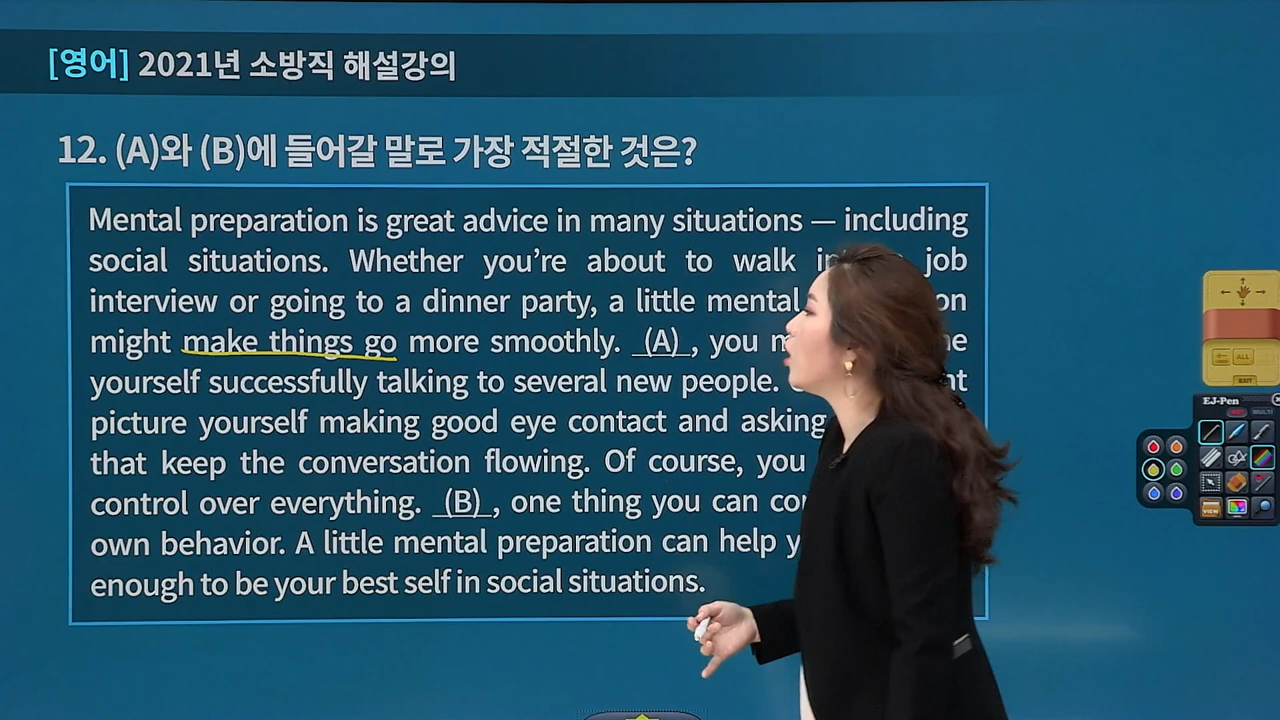 [영어] 2021년 소방직 해설강의
12. (A)와 (B)에 들어갈 말로 가장 적절한 것은?
Mental preparation is great advice in many situations — including
social situations. Whether you’re about to walk job
interview or going to a dinner party, a little mental
might make things go more smoothly. (A), you
yourself successfully talking to several new people.
picture yourself making good eye contact and asking
that keep the conversation flowing. Of course, you
control over everything. (B), one thing you can
own behavior. A little mental preparation can help
enough to be your best self in social situations.
ALL
EXIT
EJ-Pen
MULTI
VIEW